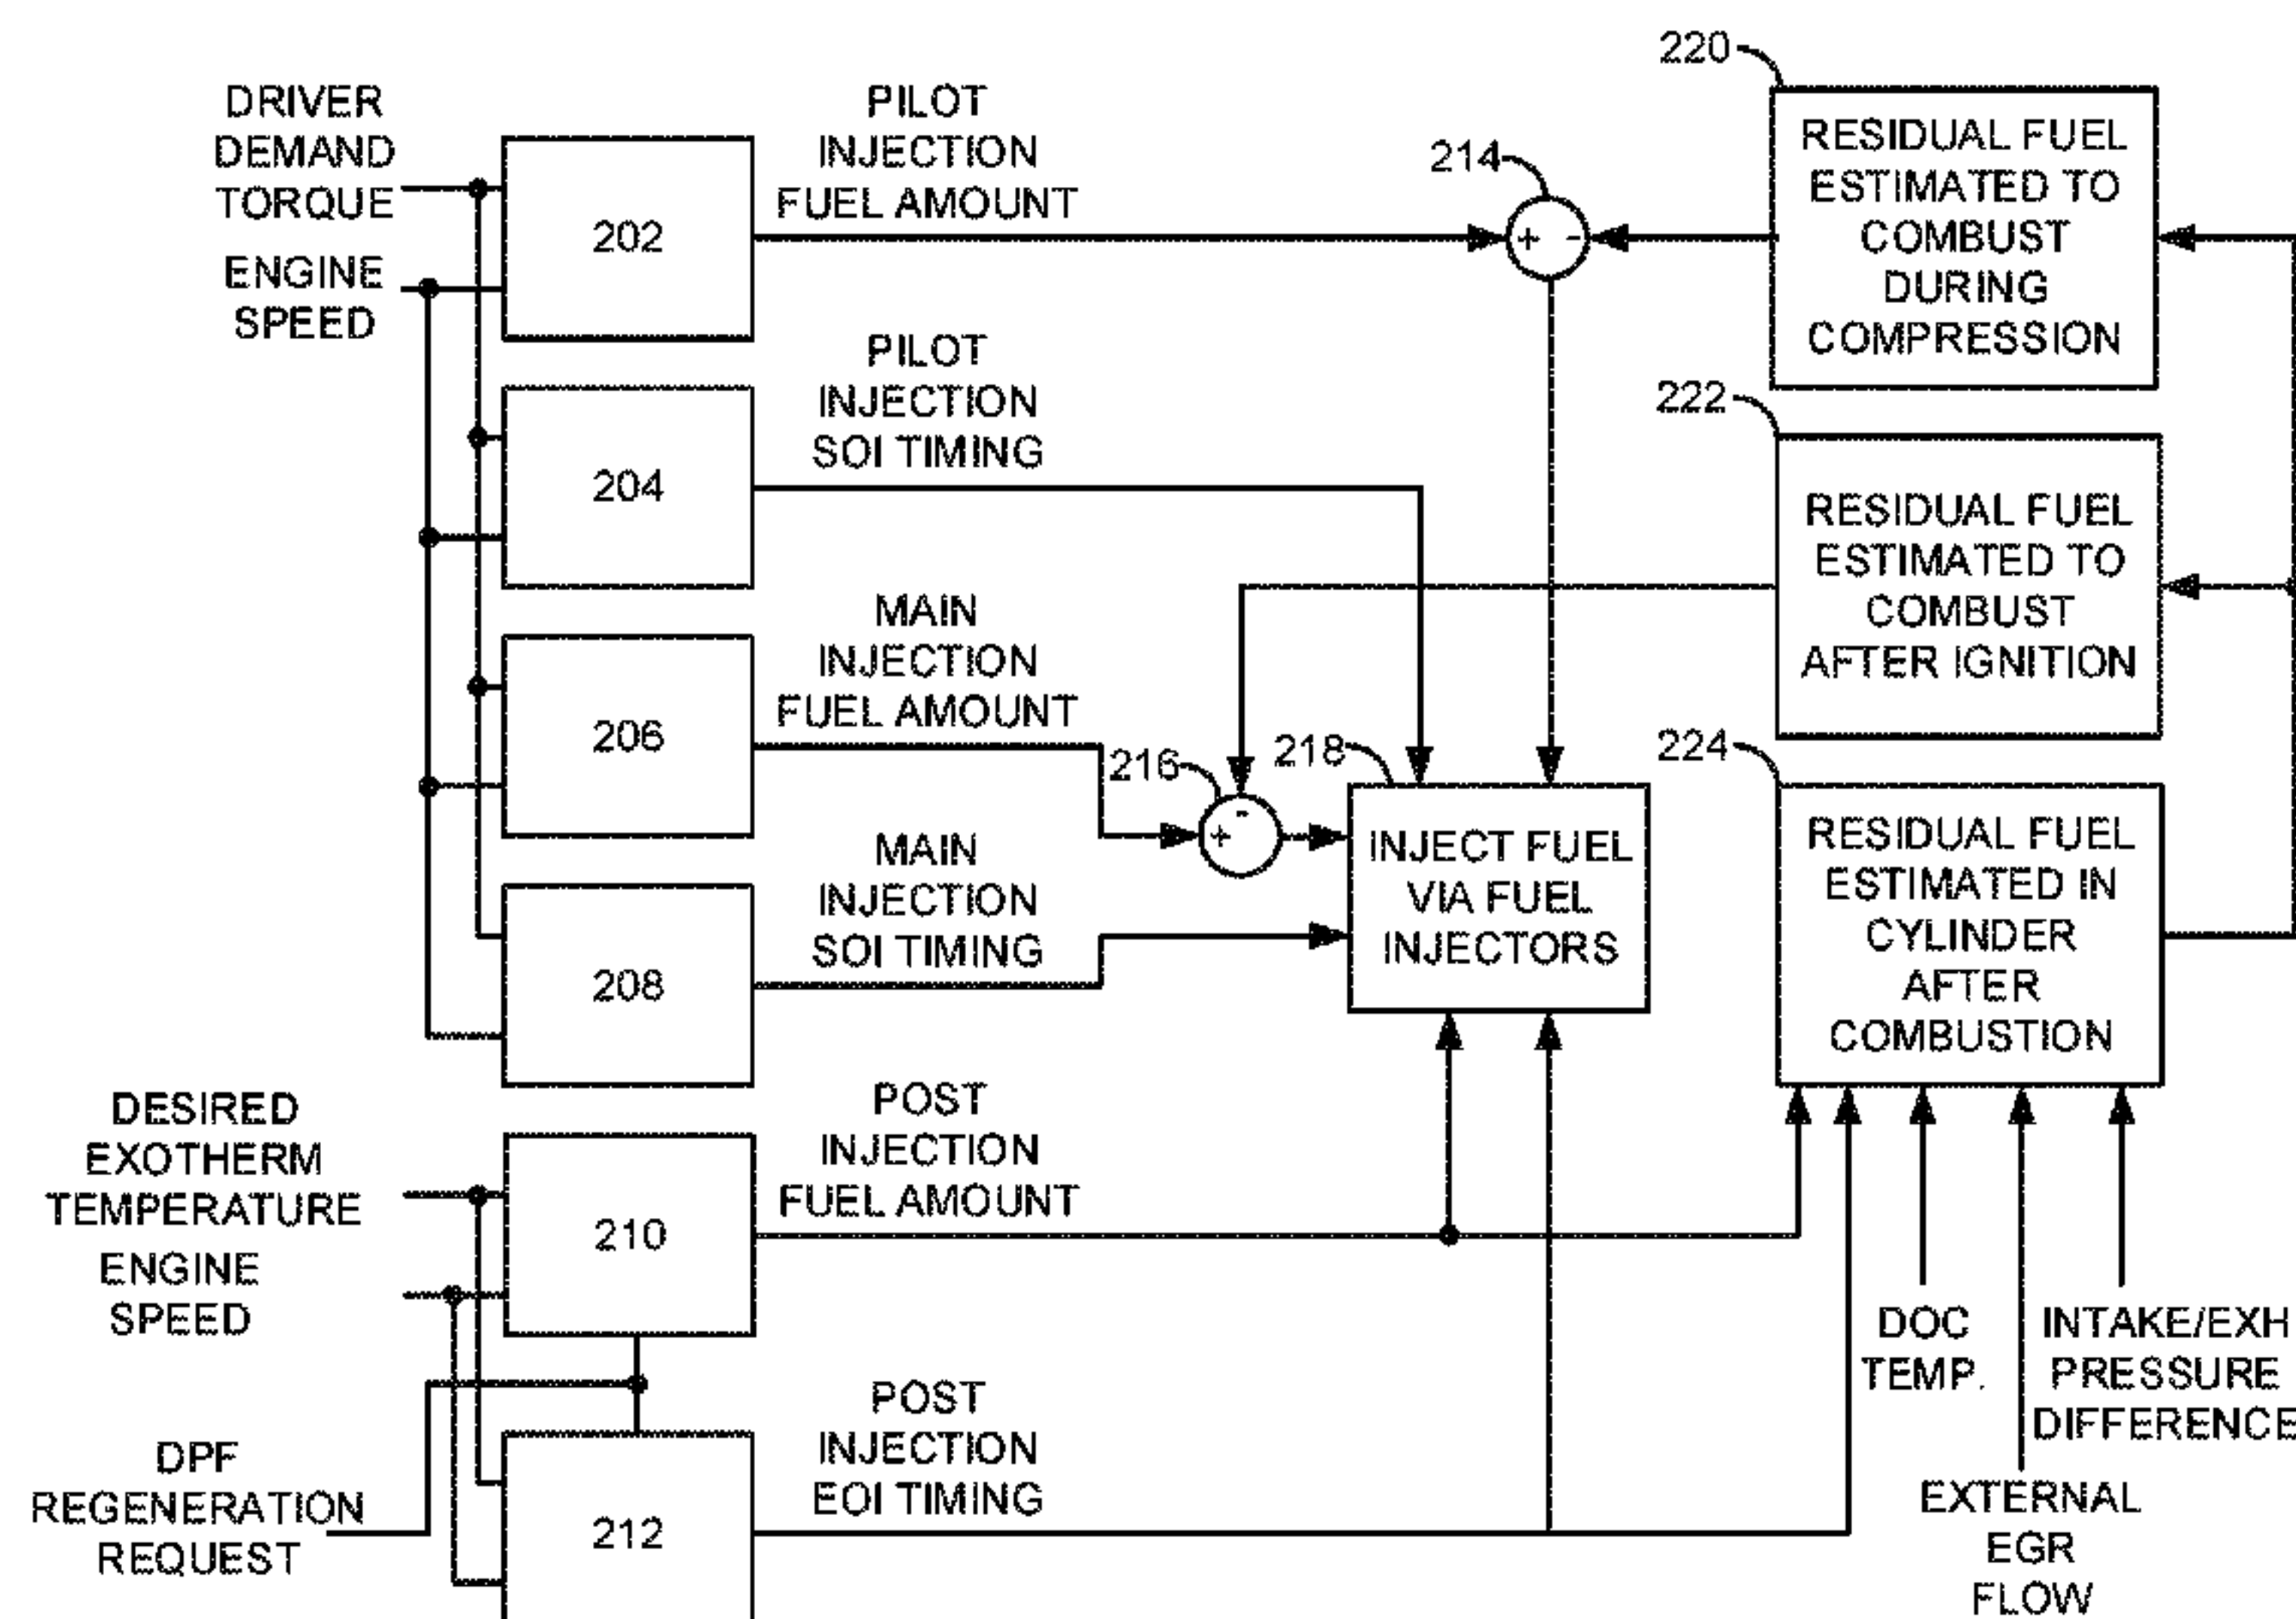 220
DRIVER
DEMAND
TORQUE
PILOT
INJECTION
FUEL AMOUNT
214
RESIDUAL FUEL
ESTIMATED TO
COMBUST
DURING
COMPRESSION
202
+ -
ENGINE
SPEED
PILOT
INJECTION
SOI TIMING
204
222
RESIDUAL FUEL
ESTIMATED TO
COMBUST
AFTER IGNITION
MAIN
INJECTION
FUEL AMOUNT
206
216
218
224
+ -
INJECT FUEL
VIA FUEL
INJECTORS
RESIDUAL FUEL
ESTIMATED IN
CYLINDER
AFTER
COMBUSTION
MAIN
INJECTION
SOI TIMING
208
DESIRED
EXOTHERM
TEMPERATURE
ENGINE
SPEED
POST
INJECTION
FUEL AMOUNT
210
DOC
TEMP.
INTAKE/EXH
PRESSURE
DIFFERENCE
DPF
REGENERATION
REQUEST
POST
INJECTION
EOI TIMING
212
EXTERNAL
EGR
FLOW